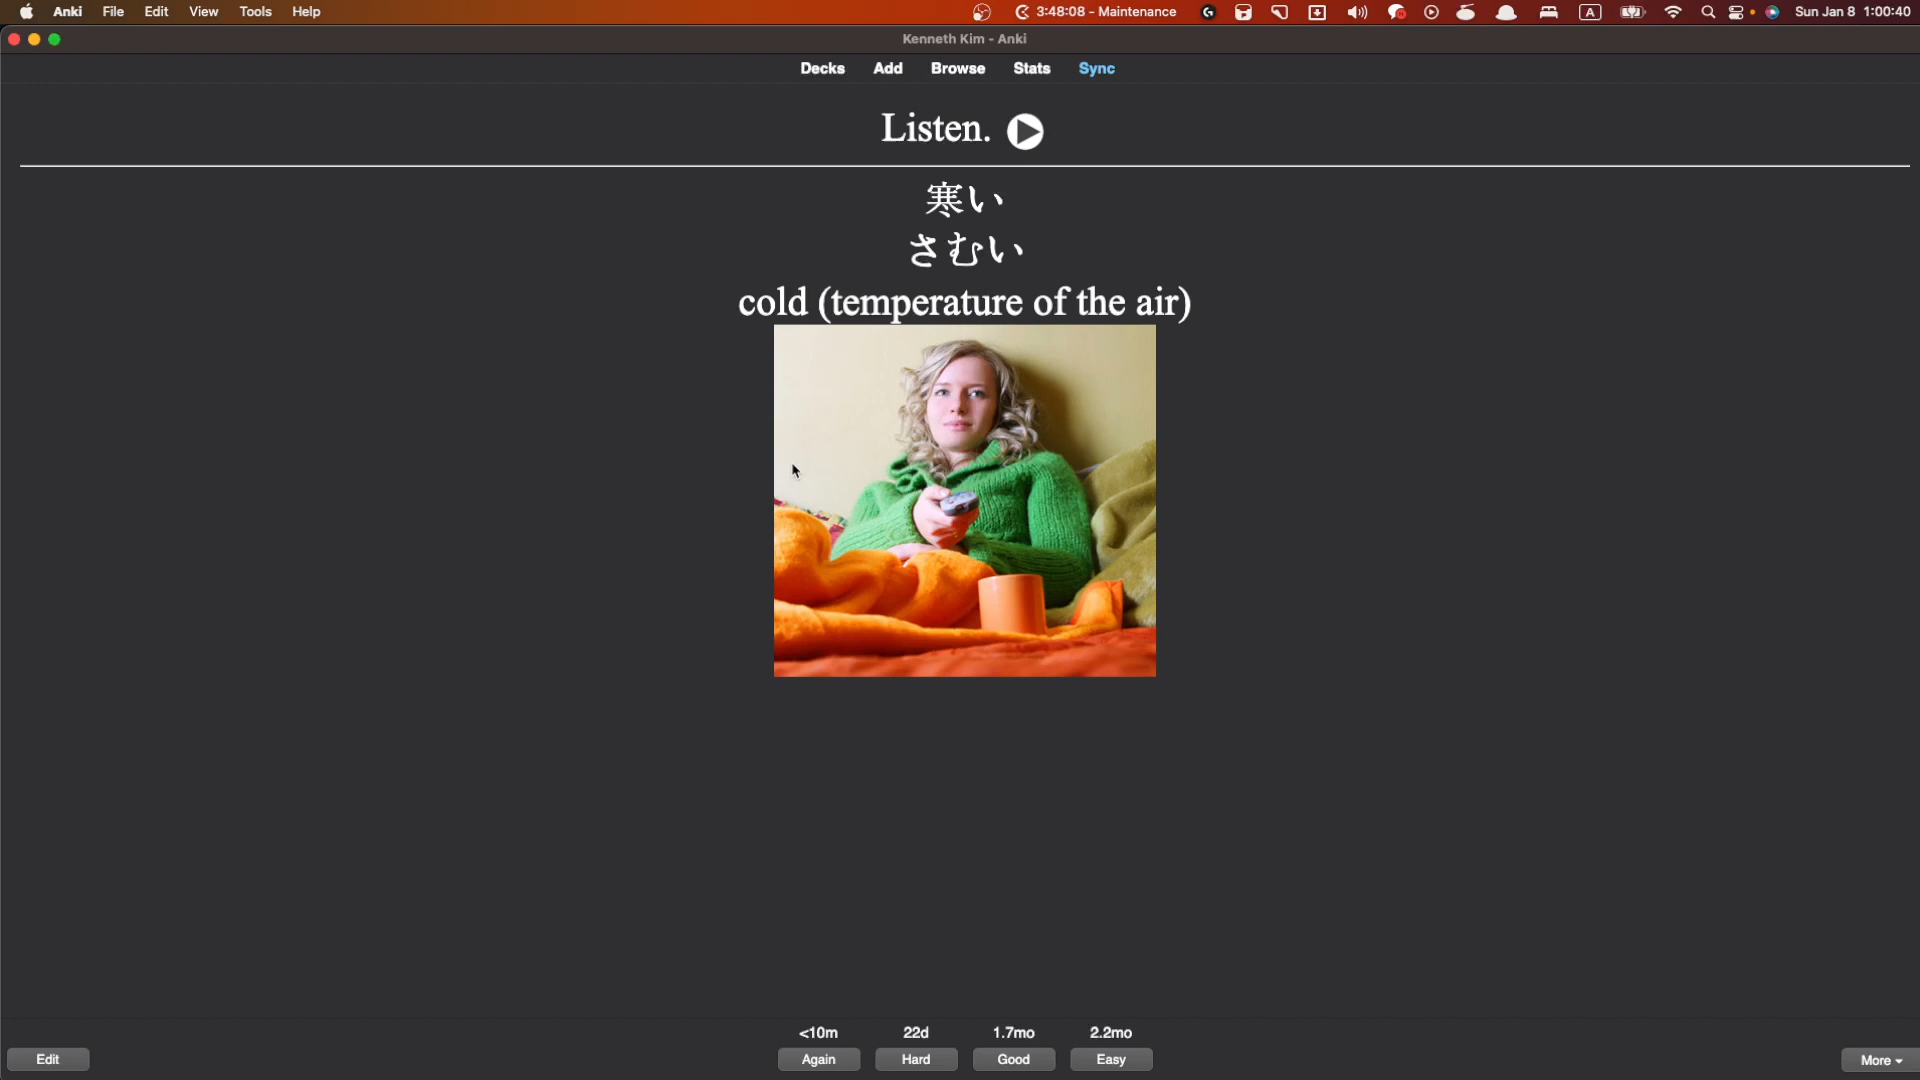 Anki File Edit View Tools Help 3:48:08 - Maintenance A Sun Jan 8 1:00:40
Kenneth Kim - Anki
Decks Add Browse Stats Sync
Listen.
寒い
さむい
cold (temperature of the air)
<10m 22d 1.7mo 2.2mo
Edit Again Hard Good Easy More